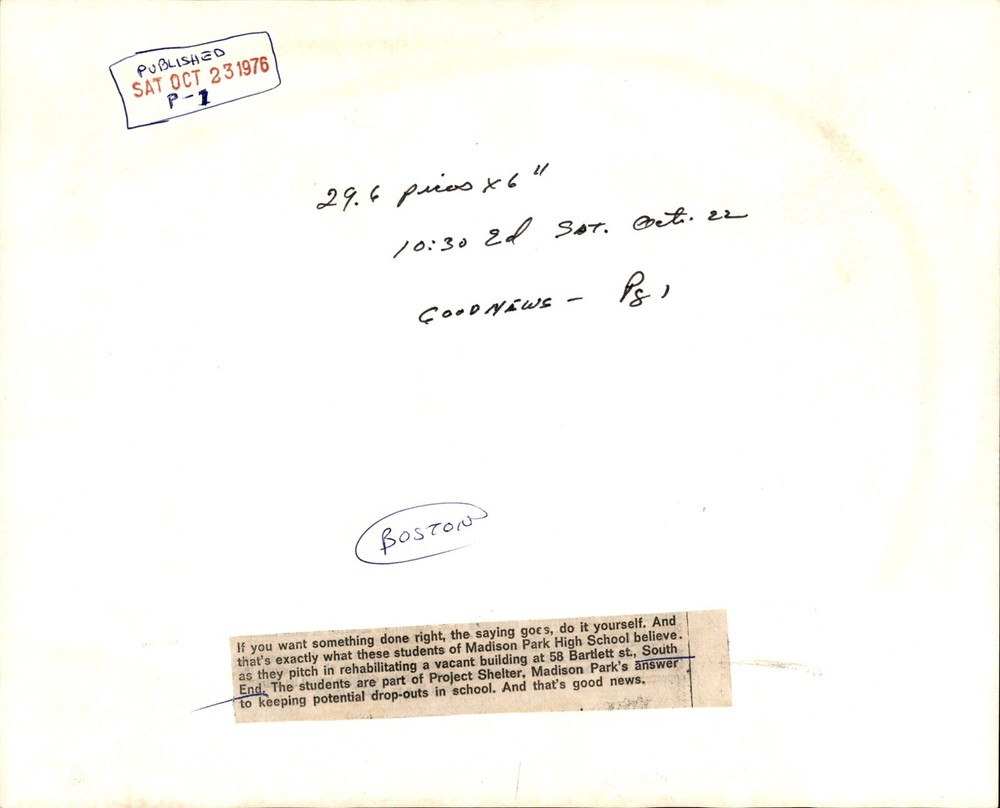 PUBLISHED
SAT OCT 23 1976
P-1
29.6 picas x 6"
10:30 Ed SAT. Oct. 22
GOOD NEWS - Pg 1
BOSTON
If you want something done right, the saying goes, do it yourself. And
that's exactly what these students of Madison Park High School believe.
as they pitch in rehabilitating a vacant building at 58 Bartlett st., South
End. The students are part of Project Shelter, Madison Park's answer
to keeping potential drop-outs in school. And that's good news.